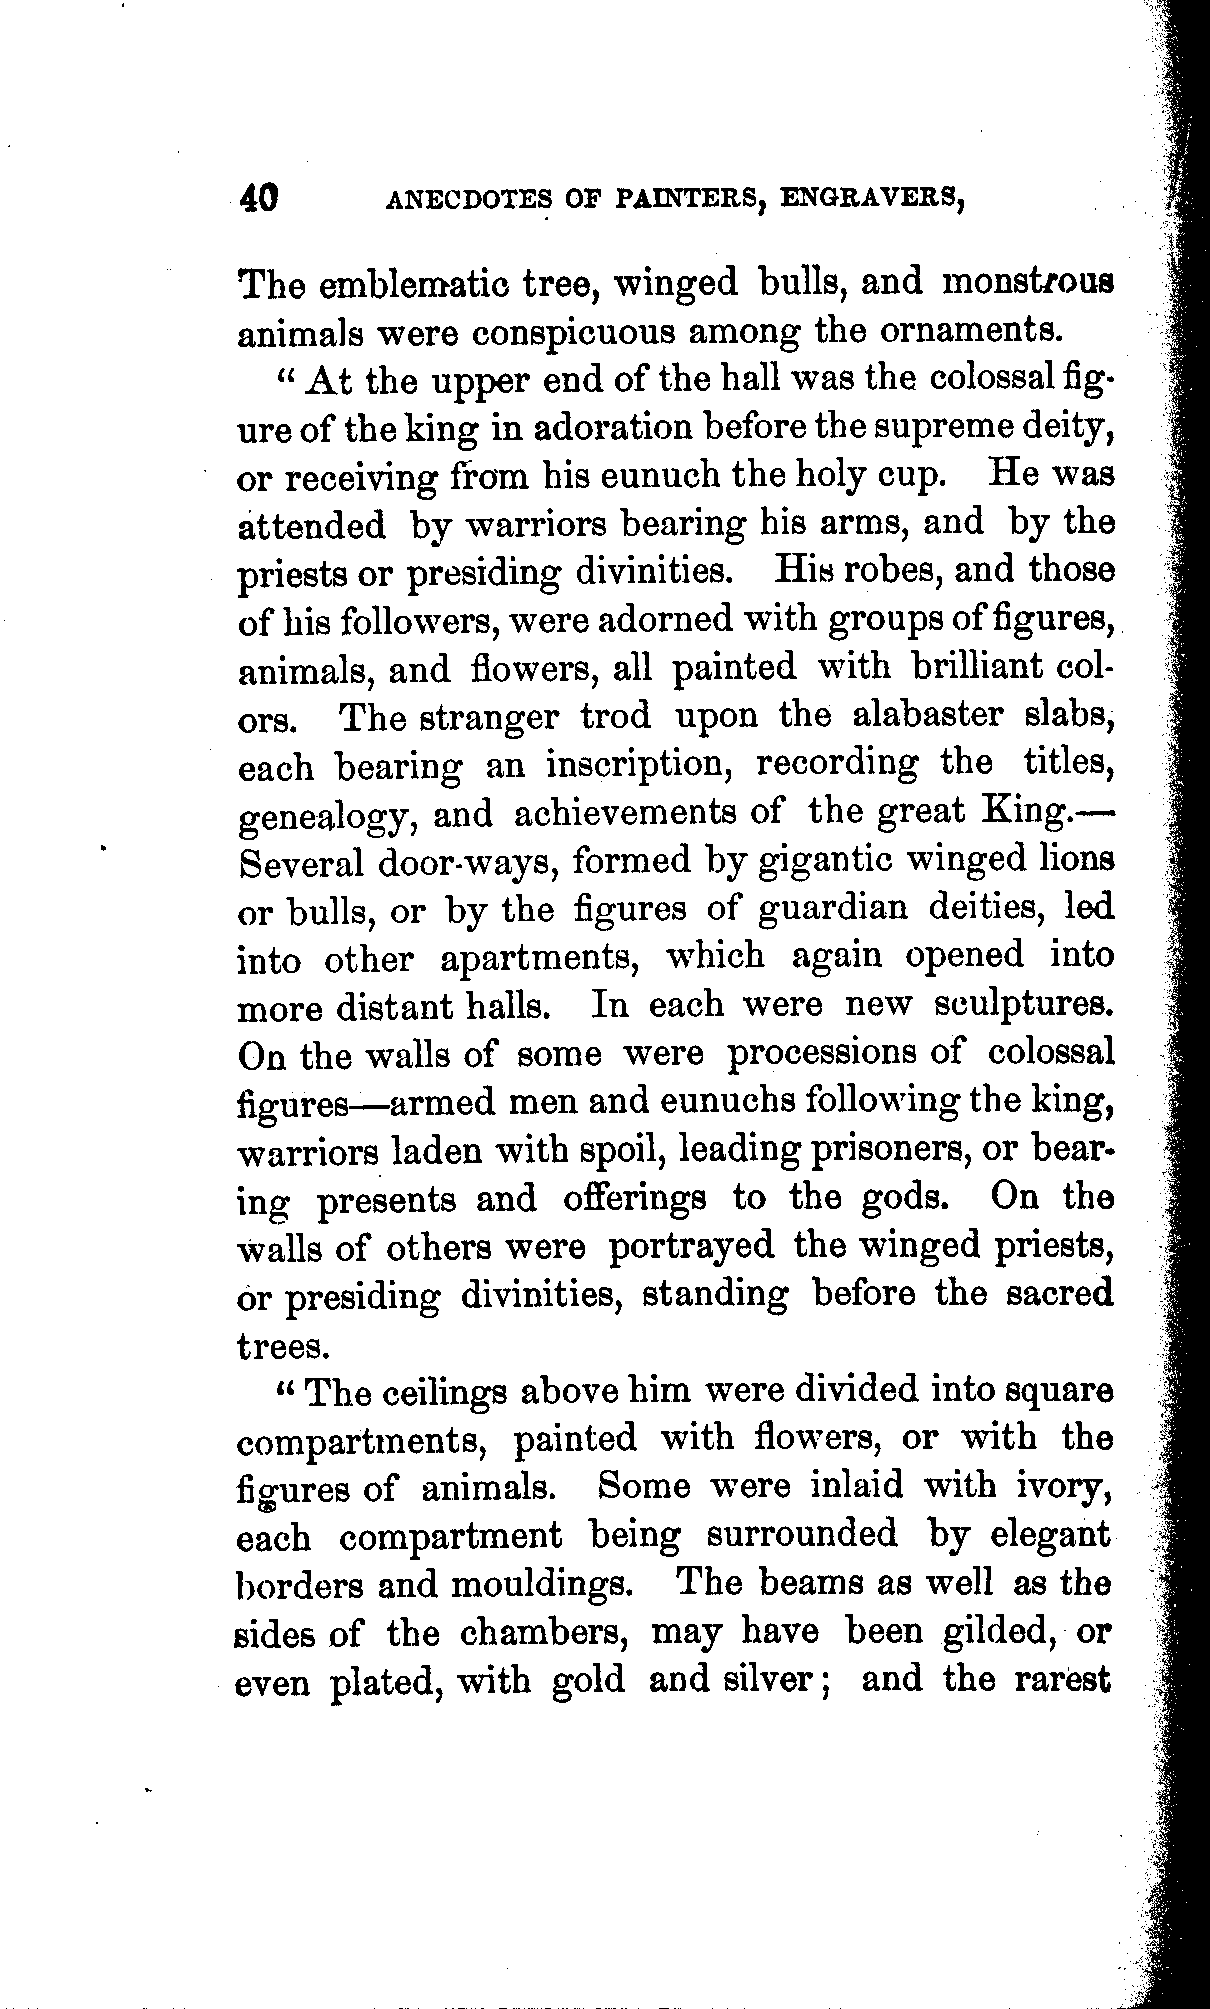 40 ANECDOTES OF PAINTERS, ENGRAVERS,
The emblematic tree, winged bulls, and monstrous
animals were conspicuous among the ornaments.
“ At the upper end of the hall was the colossal fig-
ure of the king in adoration before the supreme deity,
or receiving from his eunuch the holy cup. He was
attended by warriors bearing his arms, and by the
priests or presiding divinities. His robes, and those
of his followers, were adorned with groups of figures,
animals, and flowers, all painted with brilliant col-
ors. The stranger trod upon the alabaster slabs,
each bearing an inscription, recording the titles,
genealogy, and achievements of the great King.—
Several door-ways, formed by gigantic winged lions
or bulls, or by the figures of guardian deities, led
into other apartments, which again opened into
more distant halls. In each were new sculptures.
On the walls of some were processions of colossal
figures—armed men and eunuchs following the king,
warriors laden with spoil, leading prisoners, or bear-
ing presents and offerings to the gods. On the
walls of others were portrayed the winged priests,
or presiding divinities, standing before the sacred
trees.
“ The ceilings above him were divided into square
compartments, painted with flowers, or with the
figures of animals. Some were inlaid with ivory,
each compartment being surrounded by elegant
borders and mouldings. The beams as well as the
sides of the chambers, may have been gilded, or
even plated, with gold and silver ; and the rarest